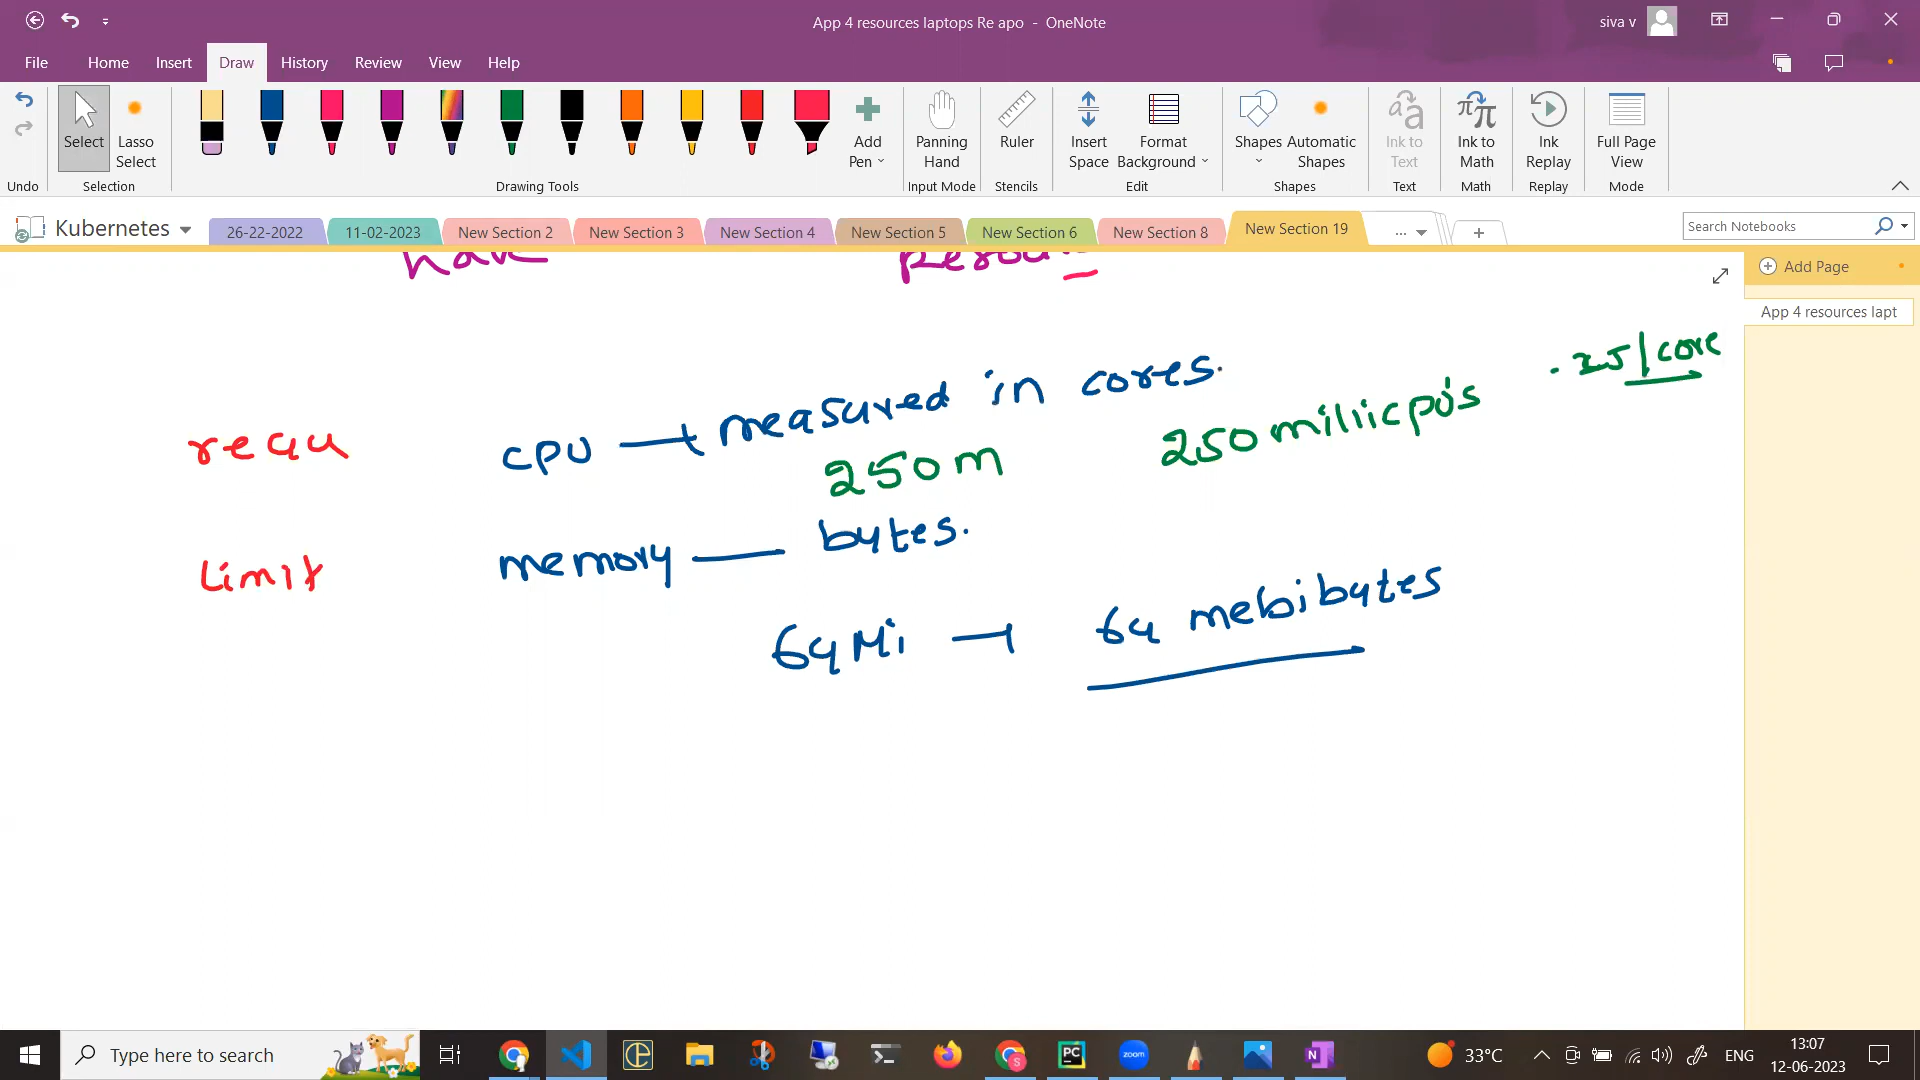 App 4 resources laptops Re apo - OneNote
siva v
File Home Insert Draw History Review View Help
Select
Lasso Select
Add Pen
Panning Hand
Ruler
Insert Space
Format Background
Shapes
Automatic Shapes
Ink to Text
Ink to Math
Ink Replay
Full Page View
Undo Selection Drawing Tools Input Mode Stencils Edit Shapes Text Math Replay Mode
Kubernetes 26-22-2022 11-02-2023 New Section 2 New Section 3 New Section 4 New Section 5 New Section 6 New Section 8 New Section 19 ... +
Search Notebooks
Add Page
App 4 resources lapt
have
requ
cpu measured in cores.
.25/core
250m
250 millicpu's
Limit
memory bytes.
64Mi 64 mebibytes
Type here to search
33°C
ENG
13:07
12-06-2023